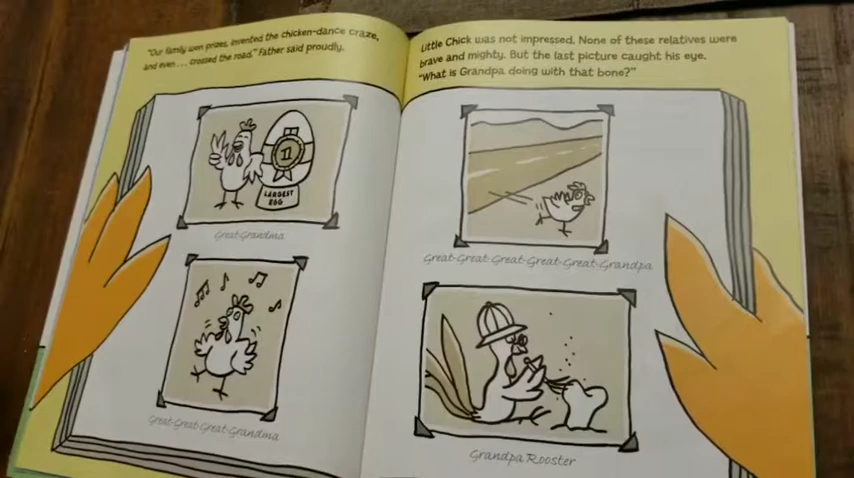 "Our family won prizes, invented the chicken-dance craze,
and even . . . crossed the road." Father said proudly.
1
LARGEST
EGG
Great-Grandma
Great-Great-Great-Grandma
Little Chick was not impressed. None of these relatives were
brave and mighty. But the last picture caught his eye.
"What is Grandpa doing with that bone?"
Great-Great-Great-Great-Great-Grandpa
Grandpa Rooster